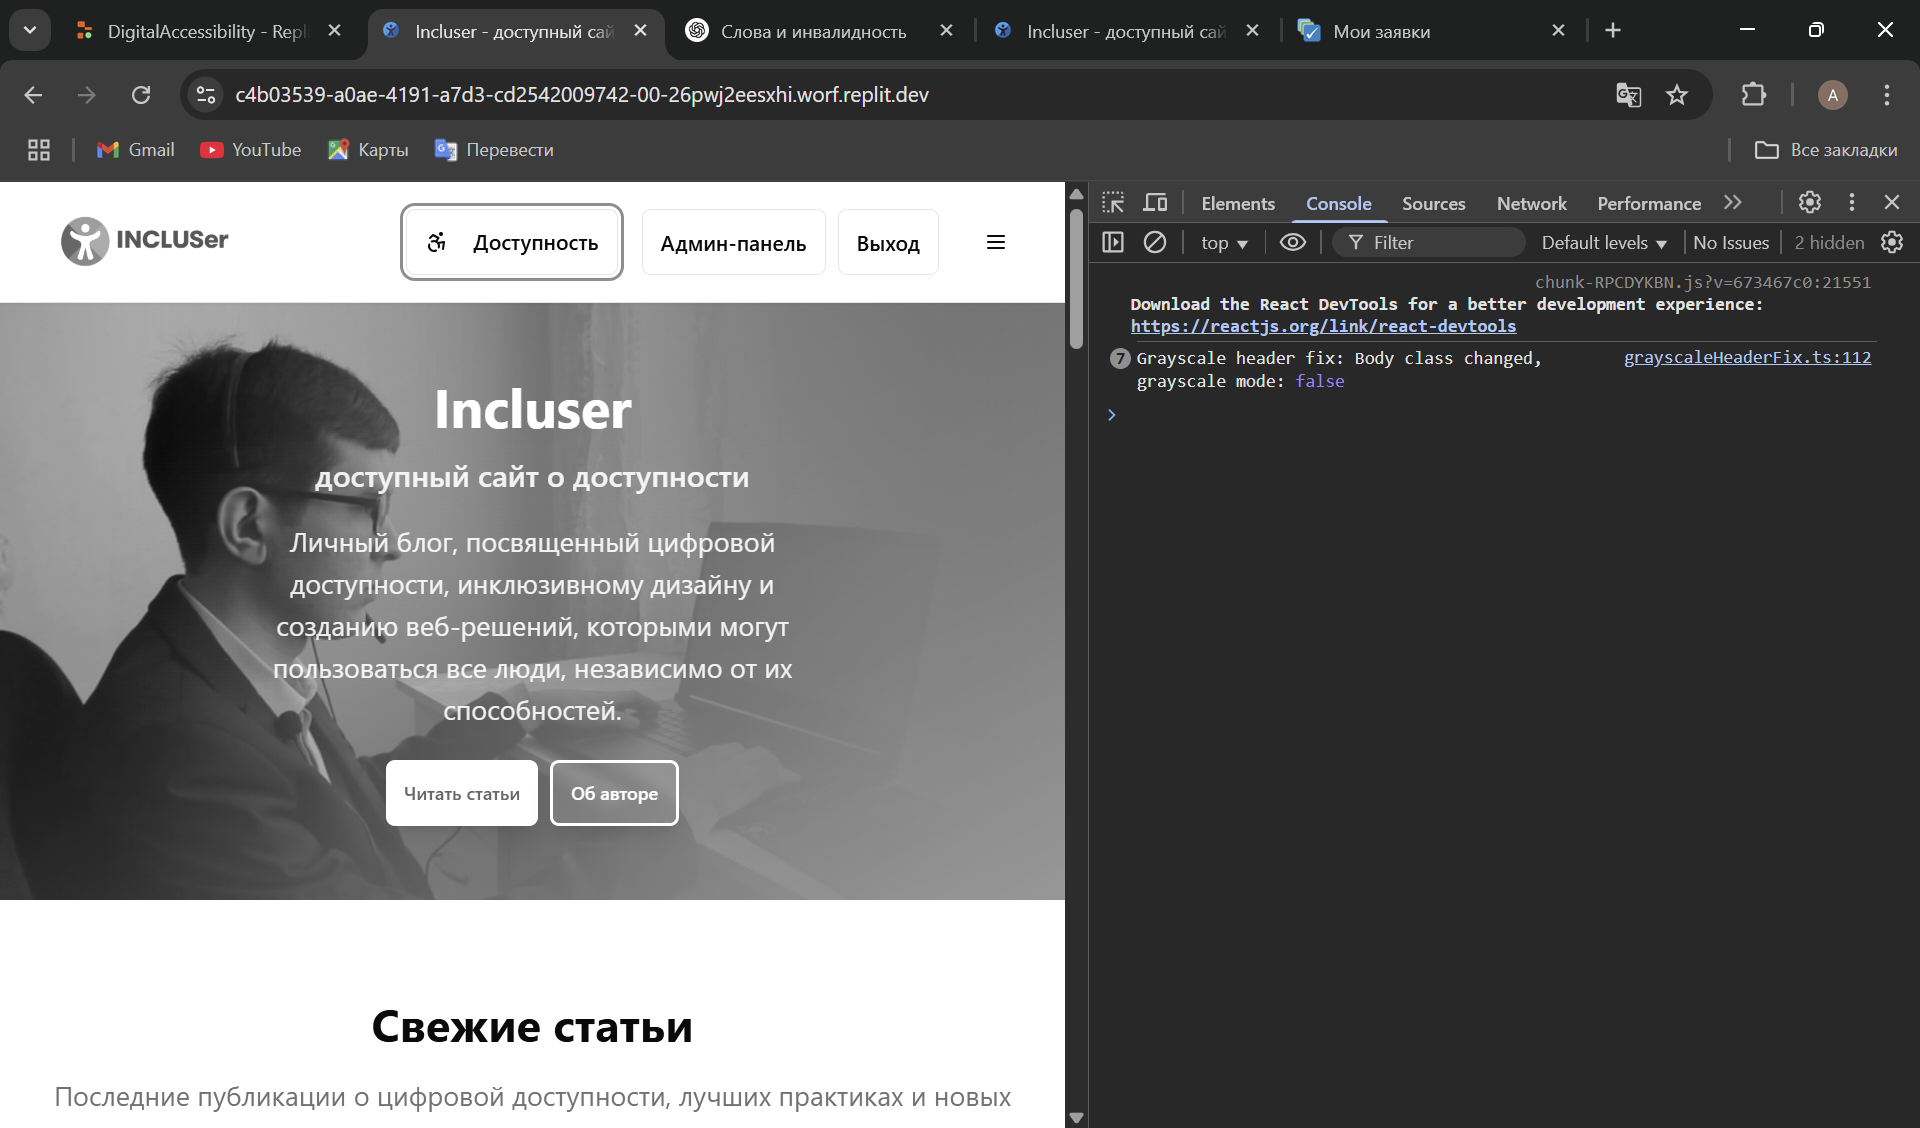 DigitalAccessibility - Repl
Incluser - доступный сай
Слова и инвалидность
Incluser - доступный сай
Мои заявки
c4b03539-a0ae-4191-a7d3-cd2542009742-00-26pwj2eesxhi.worf.replit.dev
A
Gmail
YouTube
Карты
Перевести
Все закладки
INCLUSer
Доступность
Админ-панель
Выход
Incluser
доступный сайт о доступности
Личный блог, посвященный цифровой
доступности, инклюзивному дизайну и
созданию веб-решений, которыми могут
пользоваться все люди, независимо от их
способностей.
Читать статьи
Об авторе
Свежие статьи
Последние публикации о цифровой доступности, лучших практиках и новых
Elements
Console
Sources
Network
Performance
top
Filter
Default levels
No Issues
2 hidden
chunk-RPCDYKBN.js?v=673467c0:21551
Download the React DevTools for a better development experience:
https://reactjs.org/link/react-devtools
7 Grayscale header fix: Body class changed, grayscaleHeaderFix.ts:112
grayscale mode: false